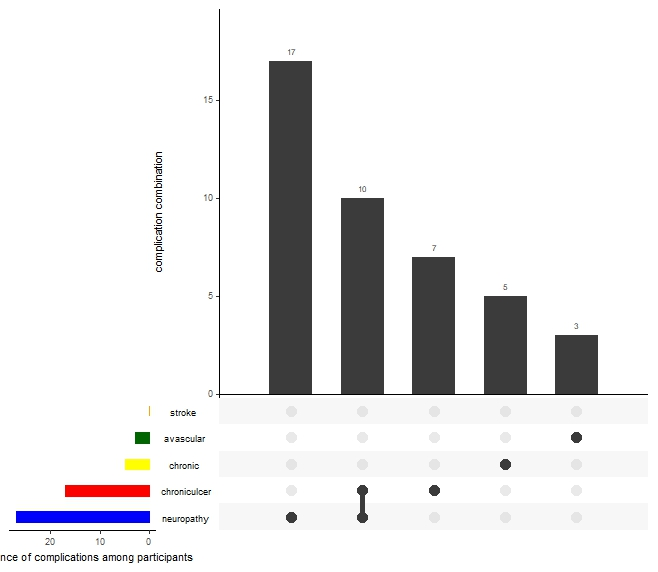 17
15
10
10
7
5
5
3
0
complication combination
stroke
avascular
chronic
chroniculcer
neuropathy
20 10 0
nce of complications among participants